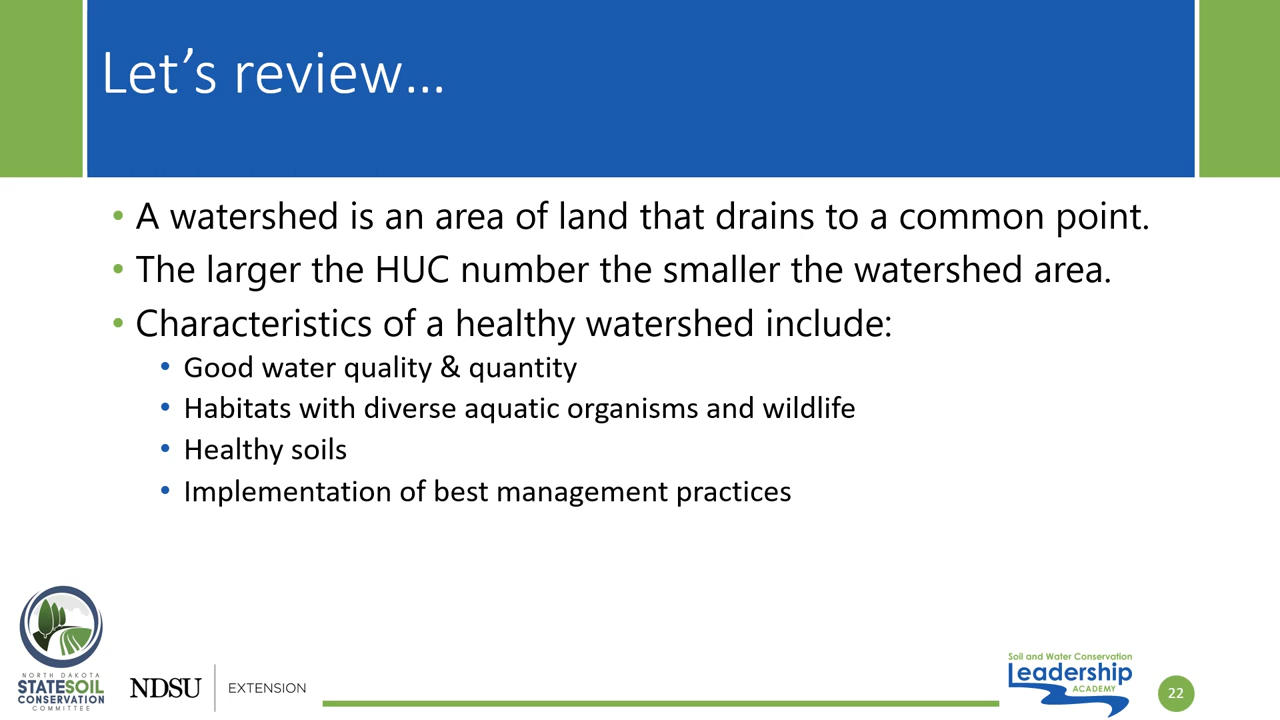 Let’s review…
• A watershed is an area of land that drains to a common point.
• The larger the HUC number the smaller the watershed area.
• Characteristics of a healthy watershed include:
• Good water quality & quantity
• Habitats with diverse aquatic organisms and wildlife
• Healthy soils
• Implementation of best management practices
NORTH DAKOTA
STATESOIL
CONSERVATION
COMMITTEE
NDSU
EXTENSION
Soil and Water Conservation
Leadership
ACADEMY
22